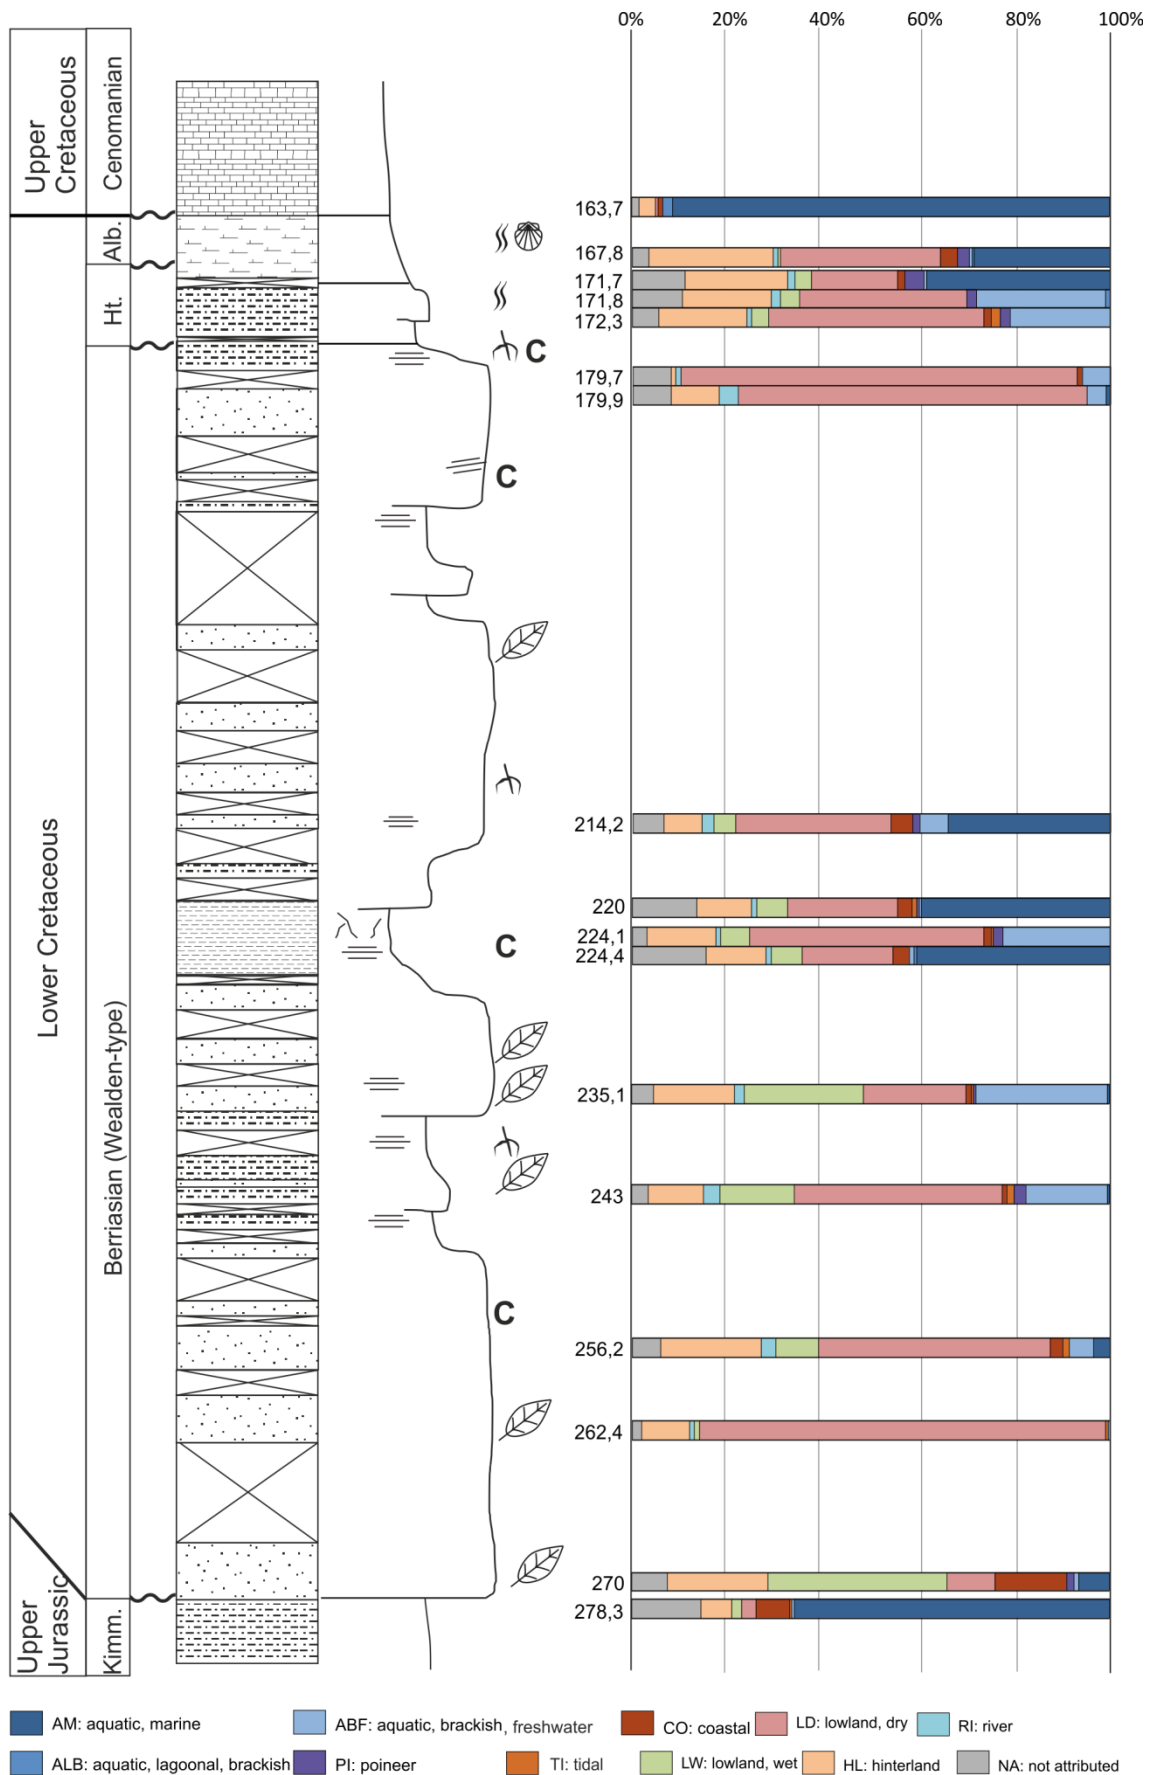 0% 20% 40% 60% 80% 100%
Upper
Cretaceous
Cenomanian
163,7
Alb.
167,8
171,7
171,8
Ht.
172,3
C
179,7
179,9
C
214,2
Lower Cretaceous
220
C
224,1
224,4
Berriasian (Wealden-type)
235,1
243
C
256,2
262,4
270
278,3
Upper
Jurassic
Kimm.
AM: aquatic, marine ABF: aquatic, brackish, freshwater CO: coastal LD: lowland, dry RI: river
ALB: aquatic, lagoonal, brackish PI: poineer TI: tidal LW: lowland, wet HL: hinterland NA: not attributed